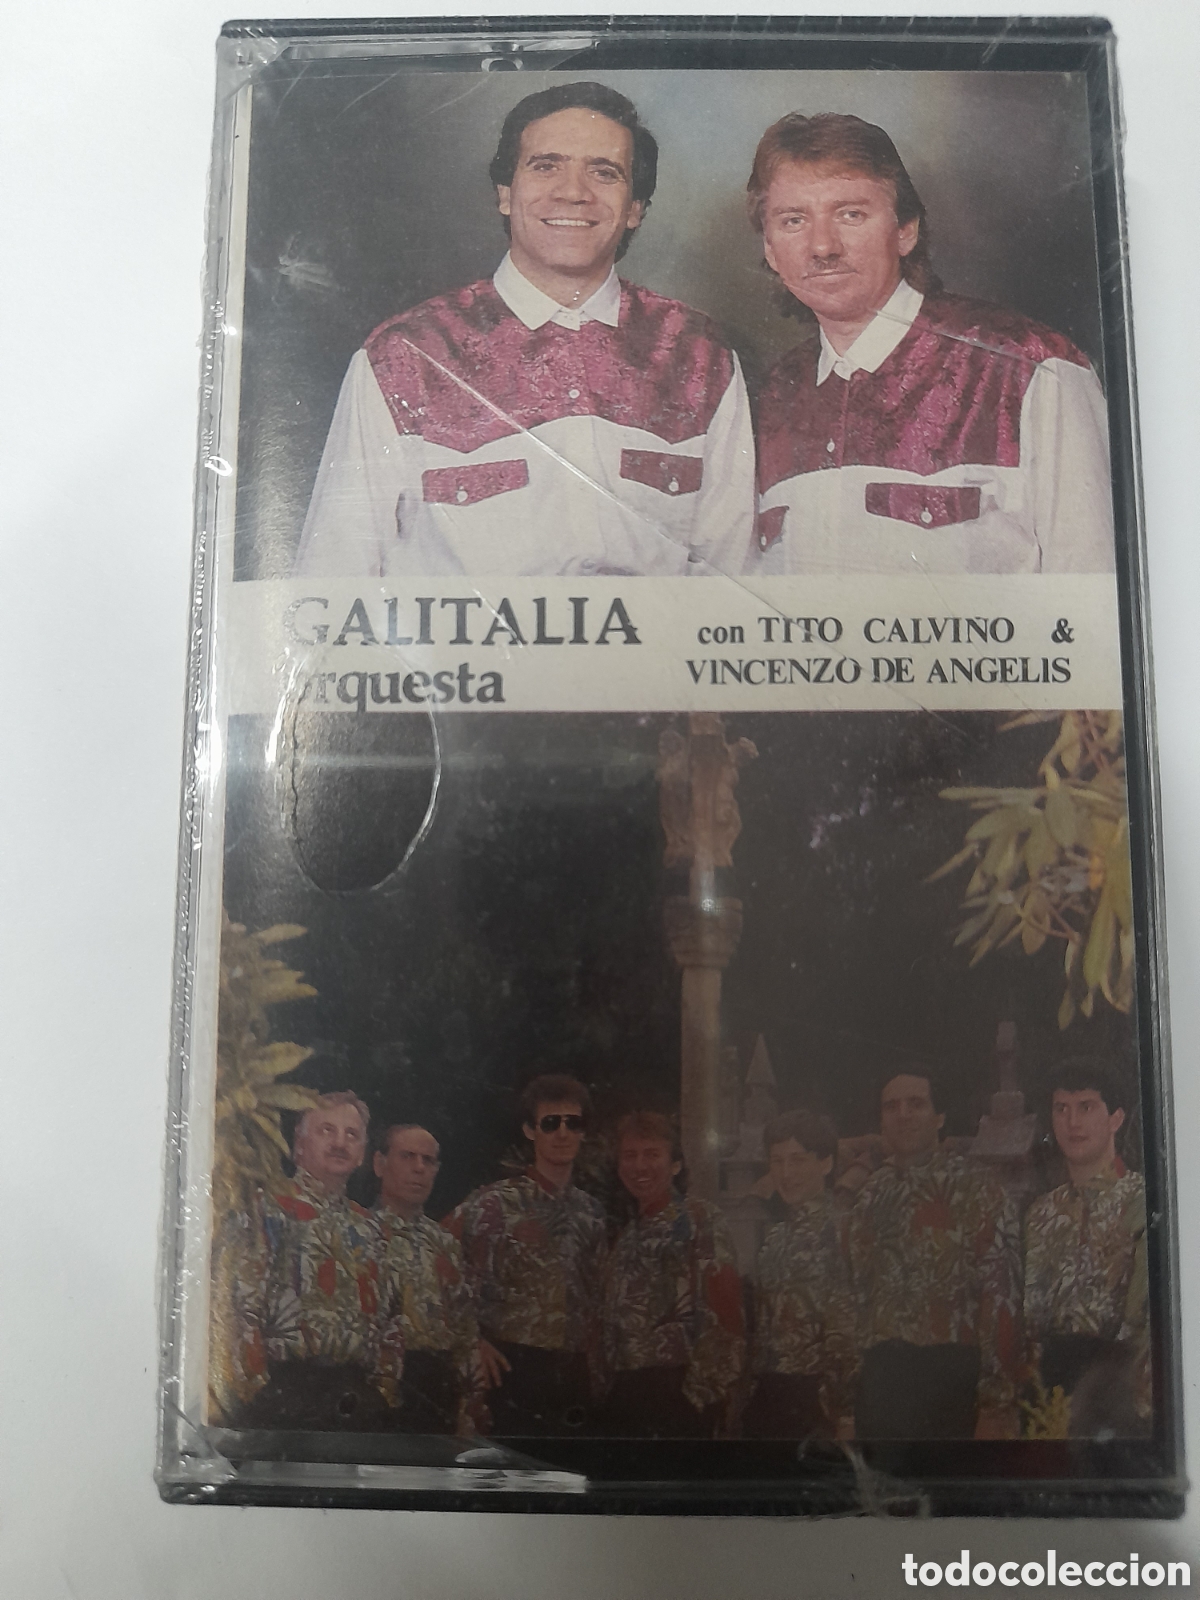 GALITALIA
orquesta
con TITO CALVIÑO &
VINCENZO DE ANGELIS
todocoleccion